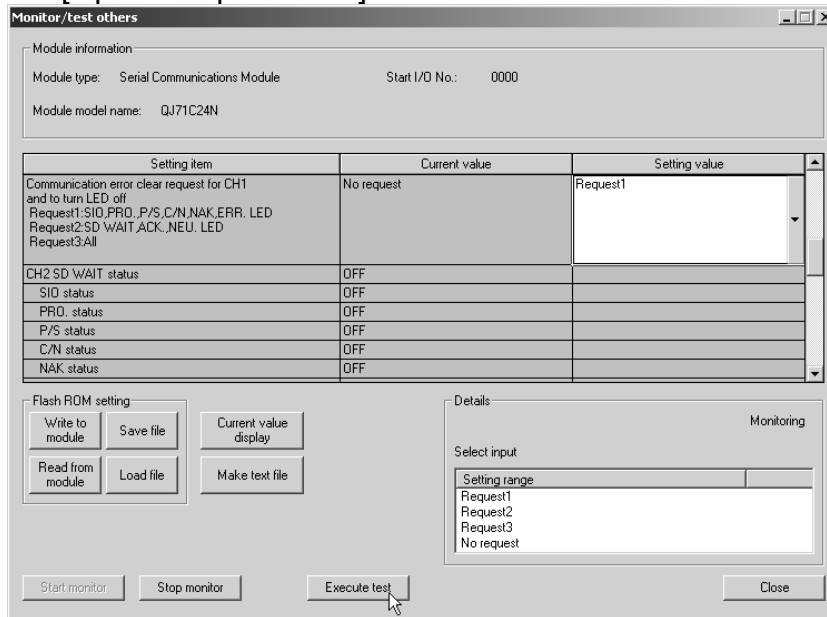 Monitor/test others
Module information
Module type: Serial Communications Module Start I/O No.: 0000
Module model name: QJ71C24N
Setting item Current value Setting value
Communication error clear request for CH1 No request Request1
and to turn LED off
Request1:SIO,PRO.,P/S,C/N,NAK,ERR. LED
Request2:SD WAIT,ACK.,NEU. LED
Request3:All
CH2 SD WAIT status OFF
SIO status OFF
PRO. status OFF
P/S status OFF
C/N status OFF
NAK status OFF
Flash ROM setting
Write to module Save file
Read from module Load file
Current value display
Make text file
Details
Monitoring
Select input
Setting range
Request1
Request2
Request3
No request
Start monitor Stop monitor Execute test Close